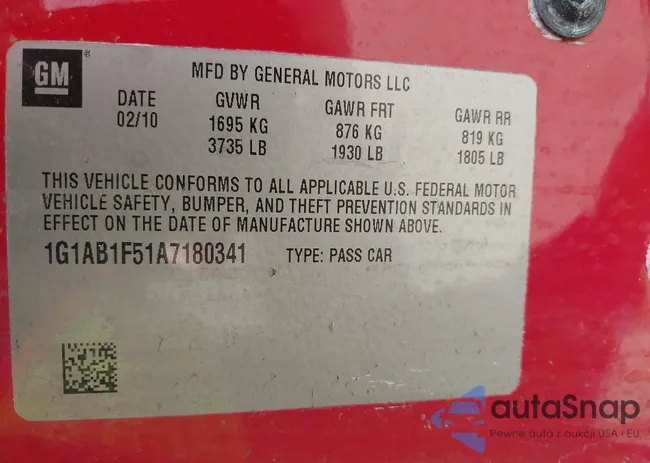 GM
MFD BY GENERAL MOTORS LLC
DATE GVWR GAWR FRT GAWR RR
02/10 1695 KG 876 KG 819 KG
3735 LB 1930 LB 1805 LB
THIS VEHICLE CONFORMS TO ALL APPLICABLE U.S. FEDERAL MOTOR
VEHICLE SAFETY, BUMPER, AND THEFT PREVENTION STANDARDS IN
EFFECT ON THE DATE OF MANUFACTURE SHOWN ABOVE.
1G1AB1F51A7180341 TYPE: PASS CAR
autaSnap
Pewne auta z aukcji USA i EU